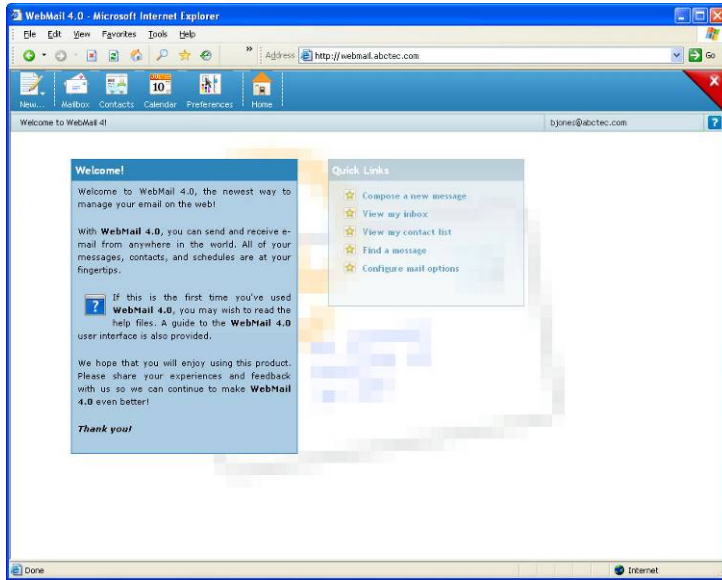 WebMail 4.0 - Microsoft Internet Explorer
File Edit View Favorites Tools Help
» Address http://webmail.abctec.com Go
10
New... Mailbox Contacts Calendar Preferences Home
Welcome to WebMail 4! bjones@abctec.com ?
Welcome!
Welcome to WebMail 4.0, the newest way to
manage your email on the web!
With WebMail 4.0, you can send and receive e-
mail from anywhere in the world. All of your
messages, contacts, and schedules are at your
fingertips.
? If this is the first time you've used
WebMail 4.0, you may wish to read the
help files. A guide to the WebMail 4.0
user interface is also provided.
We hope that you will enjoy using this product.
Please share your experiences and feedback
with us so we can continue to make WebMail
4.0 even better!
Thank you!
Quick Links
Compose a new message
View my inbox
View my contact list
Find a message
Configure mail options
Done Internet